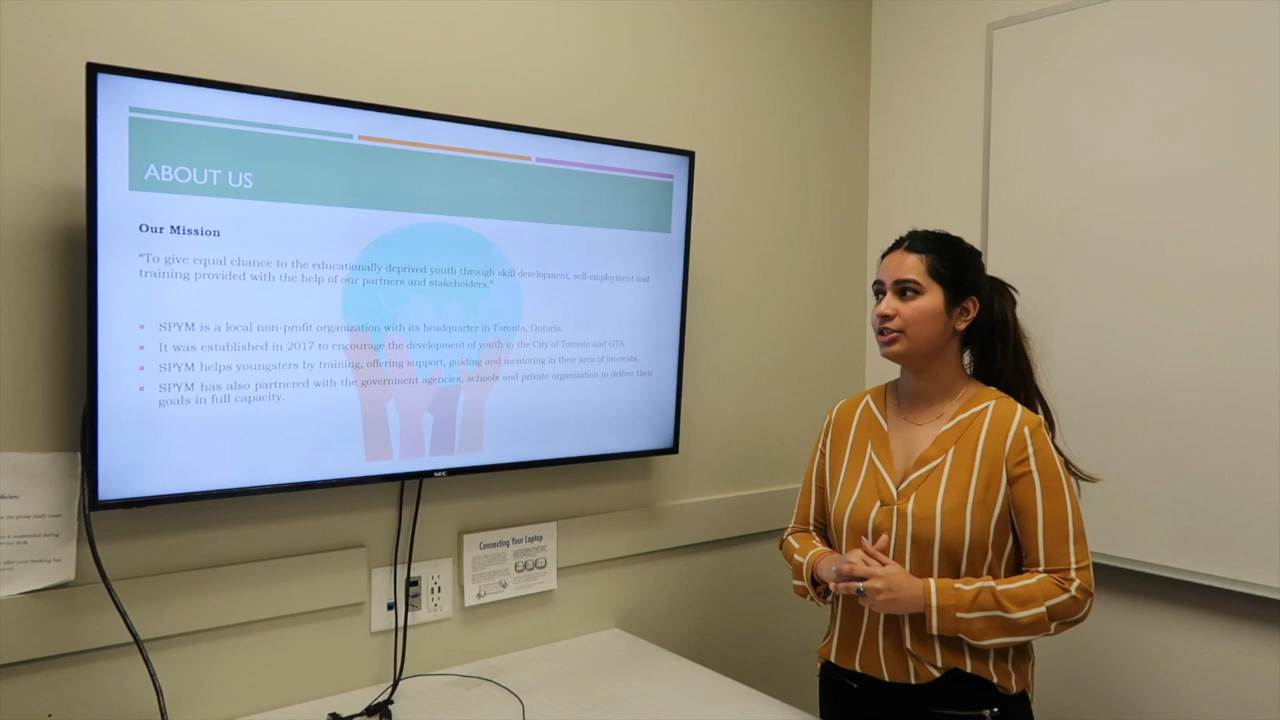 ABOUT US
Our Mission
"To give equal chance to the educationally deprived youth through skill development, self-employment and
training provided with the help of our partners and stakeholders."
SPYM is a local non-profit organization with its headquarter in Toronto, Ontario.
It was established in 2017 to encourage the development of youth in the City of Toronto and GTA.
SPYM helps youngsters by training, offering support, guiding and mentoring in their area of interests.
SPYM has also partnered with the government agencies, schools and private organization to deliver their
goals in full capacity.
NEC
the group study room
Connecting Your Laptop